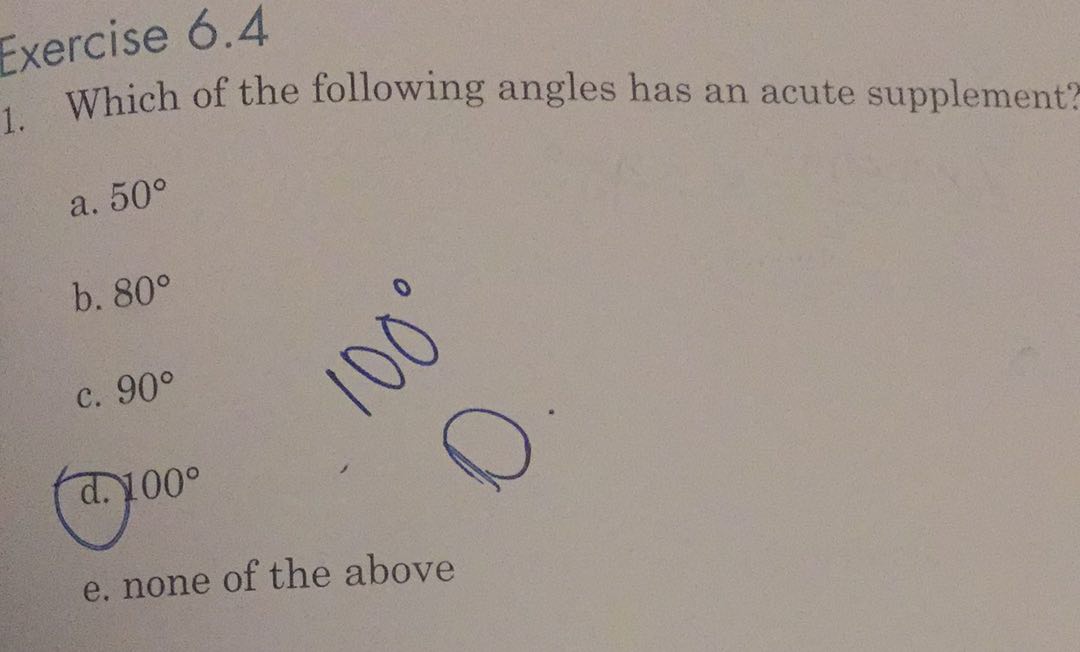 Exercise 6.4
1. Which of the following angles has an acute supplement?
a. 50°
b. 80°
c. 90°
100°
D.
d. 100°
e. none of the above